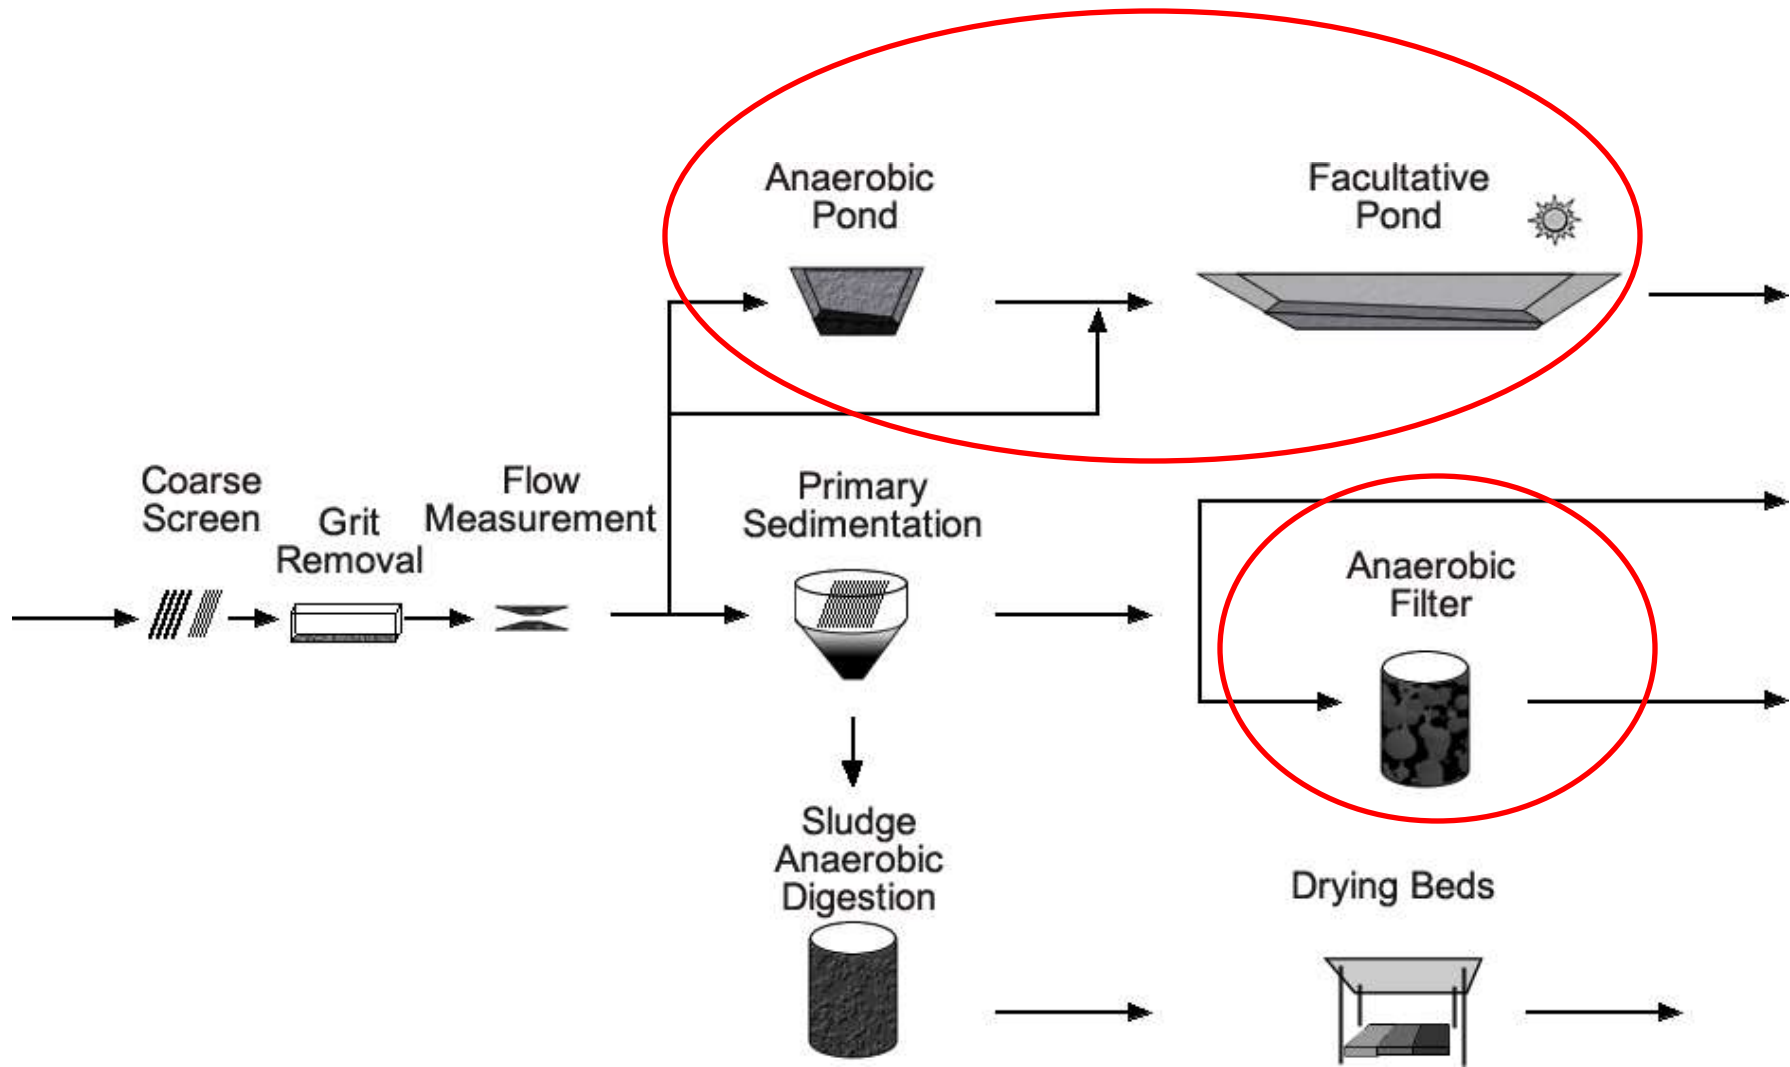 Anaerobic
Pond
Facultative
Pond
Coarse
Screen
Grit
Removal
Flow
Measurement
Primary
Sedimentation
Anaerobic
Filter
Sludge
Anaerobic
Digestion
Drying Beds